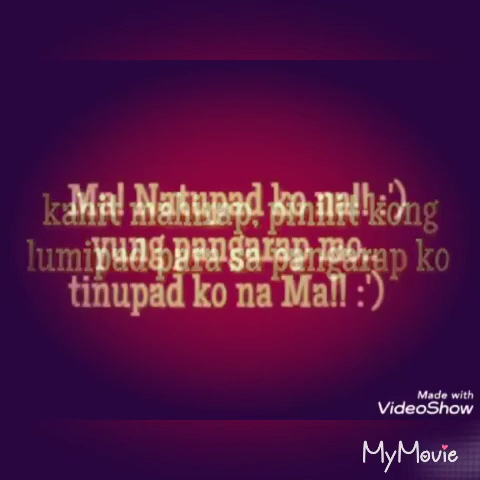 Ma! Natupad ko na!! :')
yung pangarap mo..
tinupad ko na Ma!! :')
kahit mahirap, pinilit kong
lumipad para sa pangarap ko
Made with
VideoShow
MyMovie